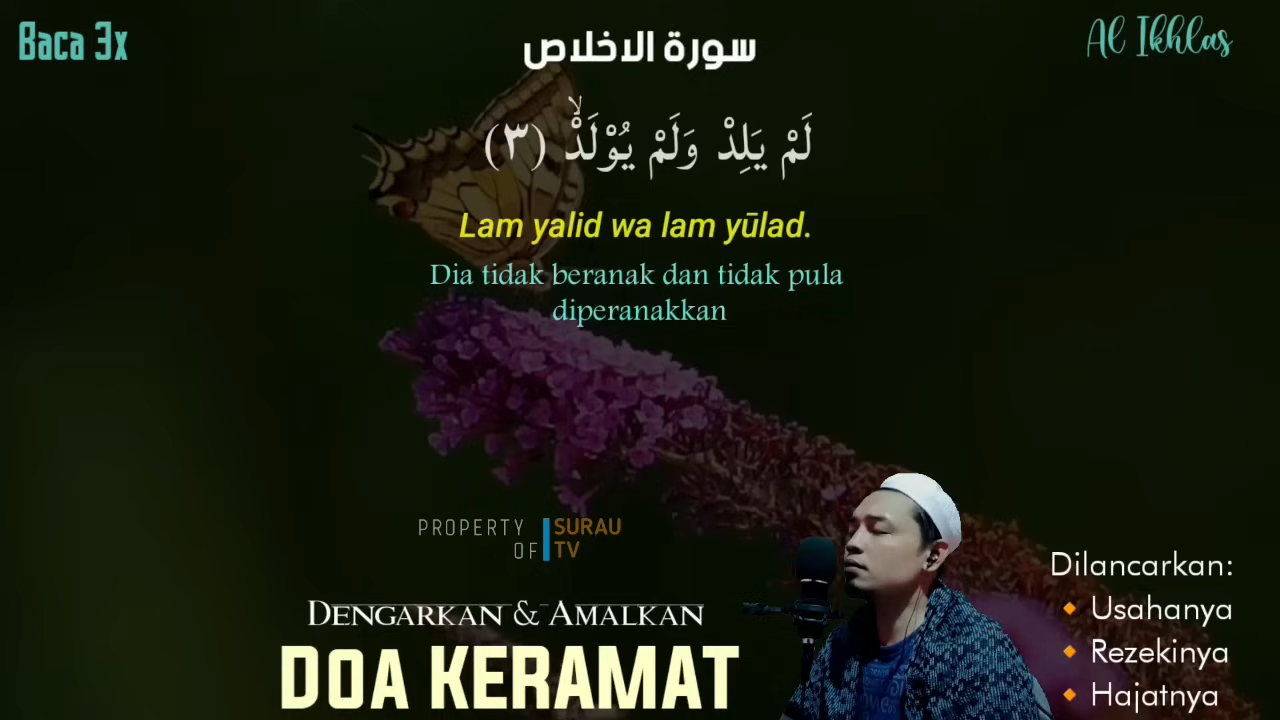 Baca 3x
سورة الاخلاص
Al Ikhlas
لَمْ يَلِدْ وَلَمْ يُوْلَدْۙ (٣)
Lam yalid wa lam yūlad.
Dia tidak beranak dan tidak pula
diperanakkan
PROPERTY OF
SURAU TV
DENGARKAN & AMALKAN
DOA KERAMAT
Dilancarkan:
🔸 Usahanya
🔸 Rezekinya
🔸 Hajatnya